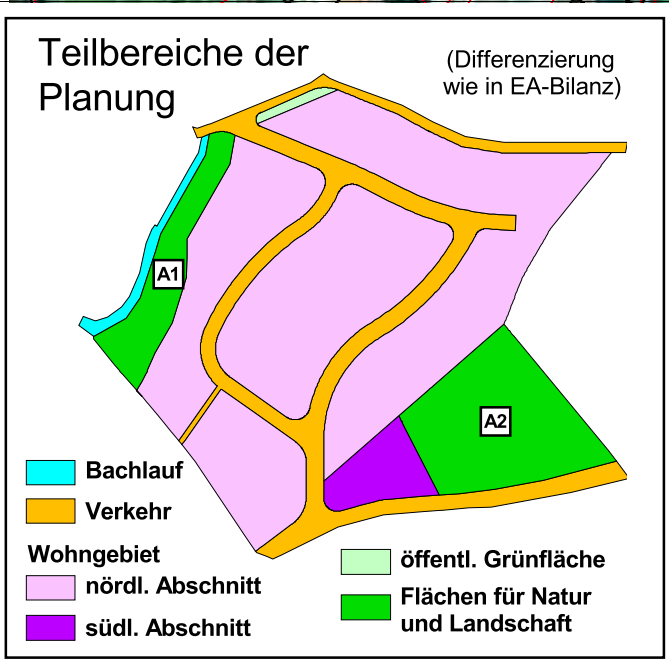 Teilbereiche der
Planung
(Differenzierung
wie in EA-Bilanz)
A1
A2
Bachlauf
Verkehr
Wohngebiet
nördl. Abschnitt
südl. Abschnitt
öffentl. Grünfläche
Flächen für Natur
und Landschaft